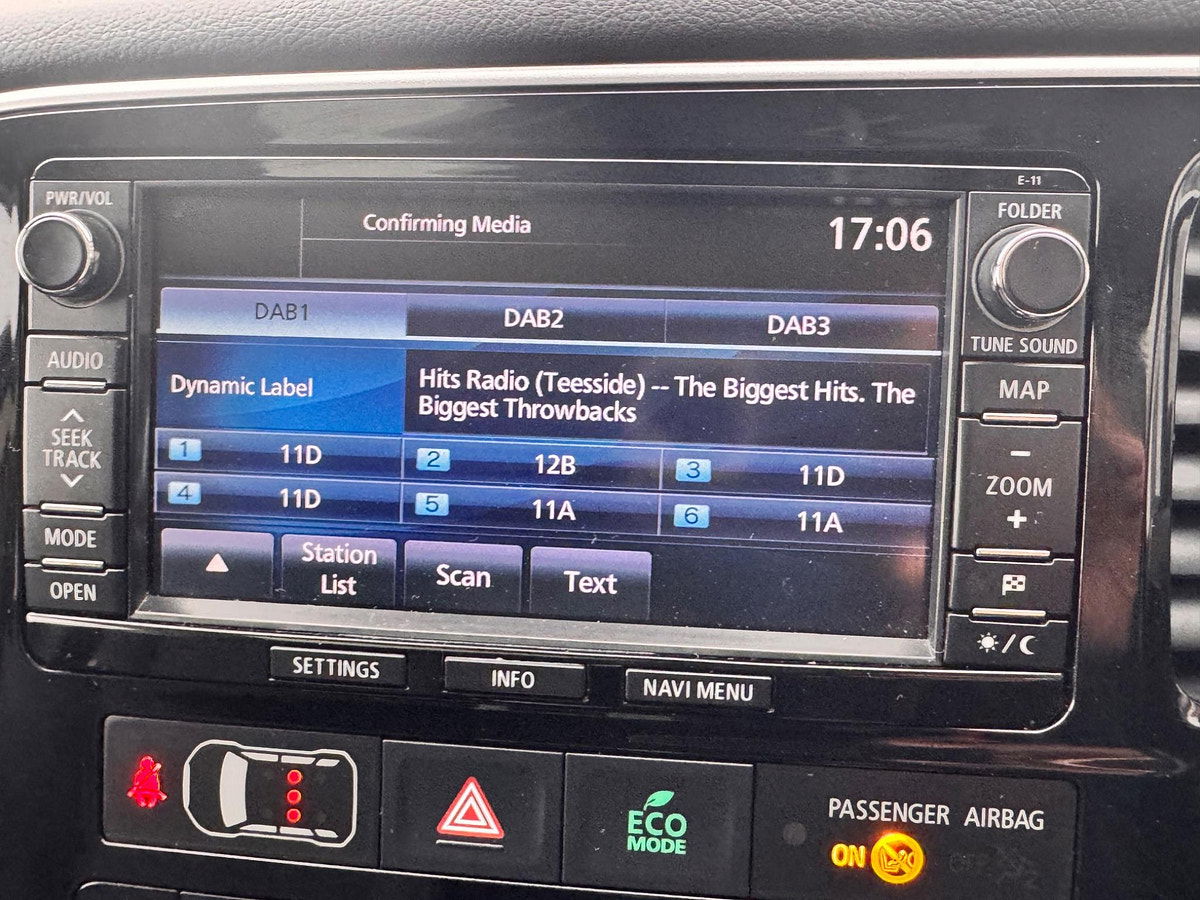 E-11
PWR/VOL
FOLDER
Confirming Media
17:06
TUNE SOUND
DAB1
DAB2
DAB3
AUDIO
MAP
Dynamic Label
Hits Radio (Teesside) -- The Biggest Hits. The
Biggest Throwbacks
SEEK
TRACK
1 11D
2 12B
3 11D
4 11D
5 11A
6 11A
-
ZOOM
+
MODE
Station
List
Scan
Text
OPEN
SETTINGS
INFO
NAVI MENU
ECO
MODE
PASSENGER AIRBAG
ON
OFF